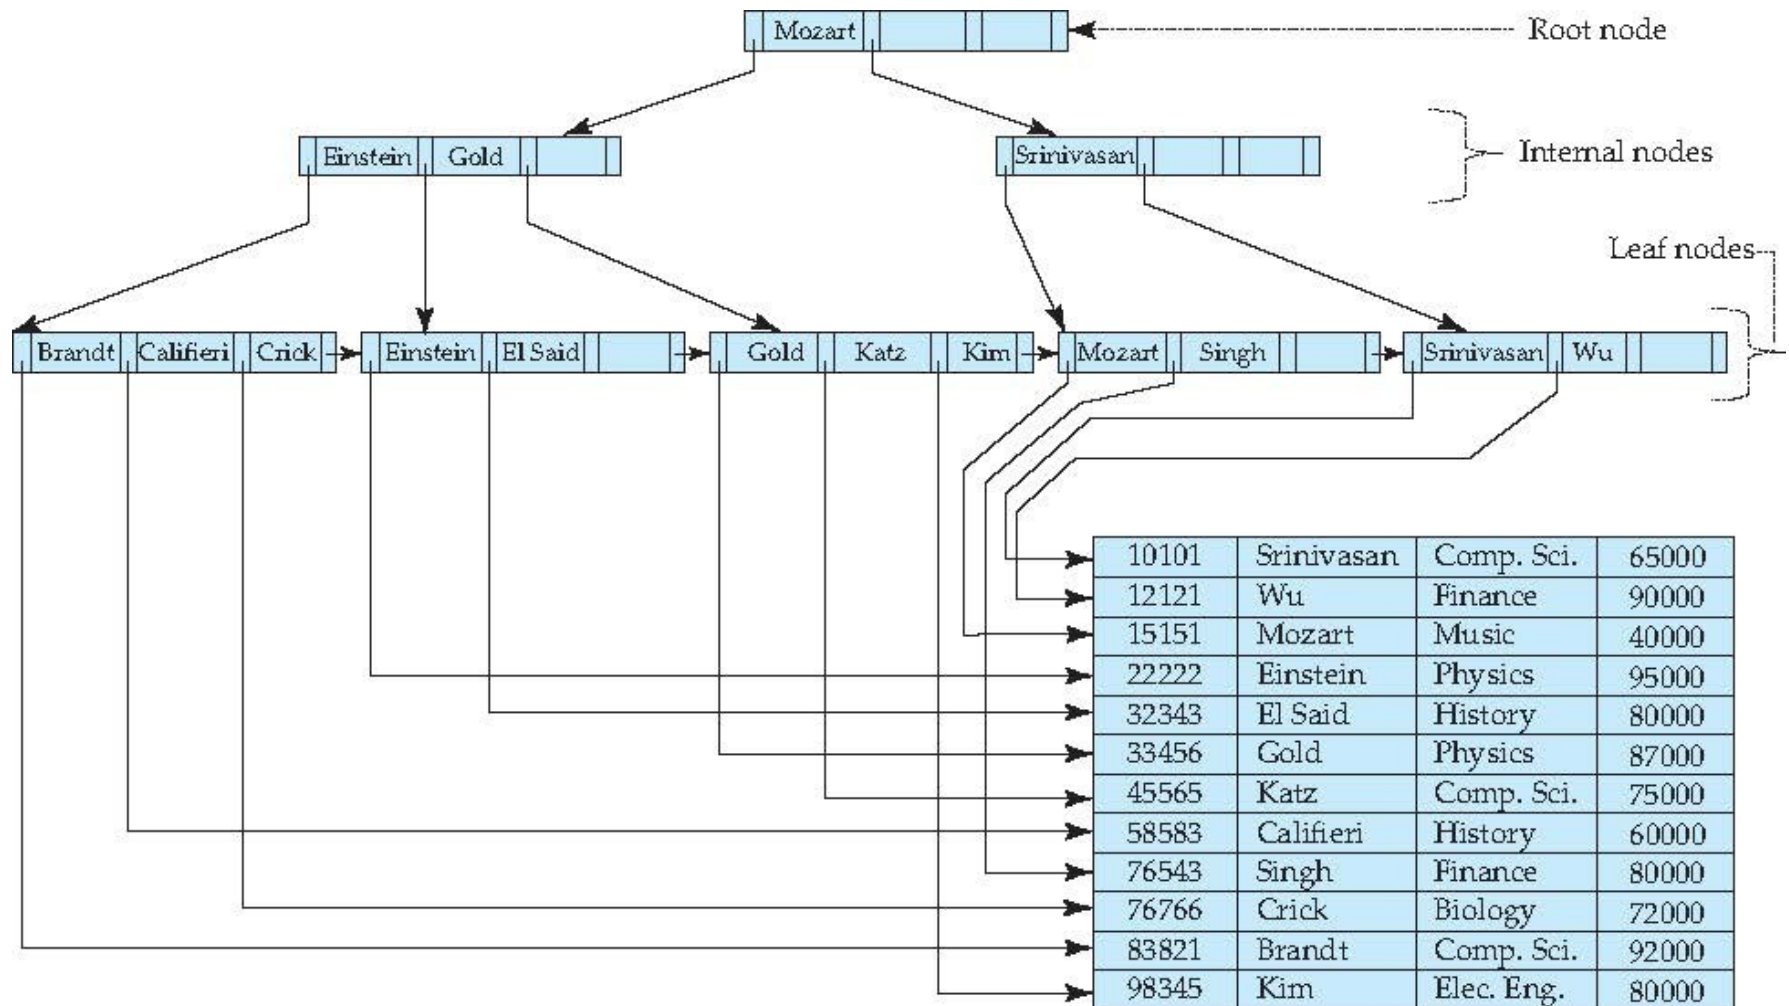 Mozart
Root node
Einstein Gold
Srinivasan
Internal nodes
Leaf nodes
Brandt Califieri Crick
Einstein El Said
Gold Katz Kim
Mozart Singh
Srinivasan Wu
10101 Srinivasan Comp. Sci. 65000
12121 Wu Finance 90000
15151 Mozart Music 40000
22222 Einstein Physics 95000
32343 El Said History 80000
33456 Gold Physics 87000
45565 Katz Comp. Sci. 75000
58583 Califieri History 60000
76543 Singh Finance 80000
76766 Crick Biology 72000
83821 Brandt Comp. Sci. 92000
98345 Kim Elec. Eng. 80000